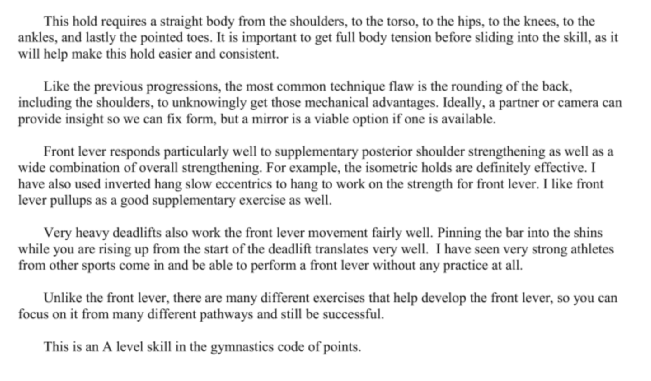 This hold requires a straight body from the shoulders, to the torso, to the hips, to the knees, to the
ankles, and lastly the pointed toes. It is important to get full body tension before sliding into the skill, as it
will help make this hold easier and consistent.
Like the previous progressions, the most common technique flaw is the rounding of the back,
including the shoulders, to unknowingly get those mechanical advantages. Ideally, a partner or camera can
provide insight so we can fix form, but a mirror is a viable option if one is available.
Front lever responds particularly well to supplementary posterior shoulder strengthening as well as a
wide combination of overall strengthening. For example, the isometric holds are definitely effective. I
have also used inverted hang slow eccentrics to hang to work on the strength for front lever. I like front
lever pullups as a good supplementary exercise as well.
Very heavy deadlifts also work the front lever movement fairly well. Pinning the bar into the shins
while you are rising up from the start of the deadlift translates very well. I have seen very strong athletes
from other sports come in and be able to perform a front lever without any practice at all.
Unlike the front lever, there are many different exercises that help develop the front lever, so you can
focus on it from many different pathways and still be successful.
This is an A level skill in the gymnastics code of points.